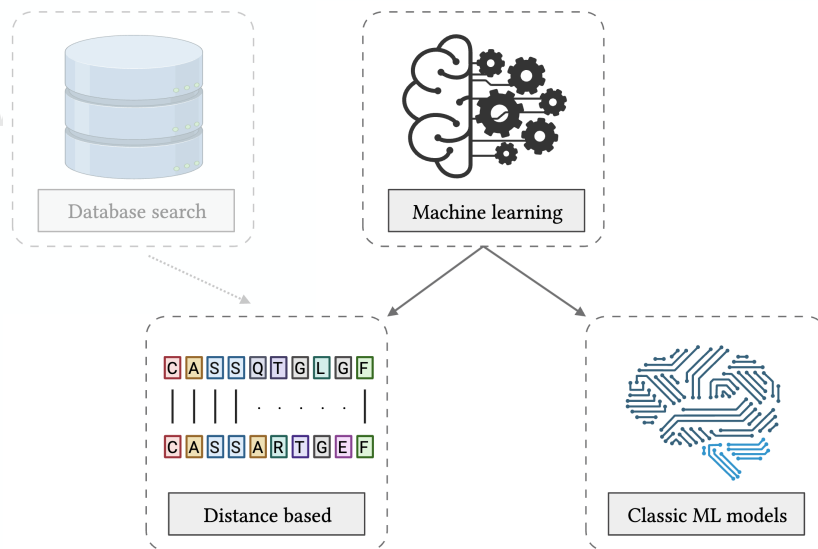 Database search
Machine learning
CASSQTGLGF
CASSARTGEF
Distance based
Classic ML models